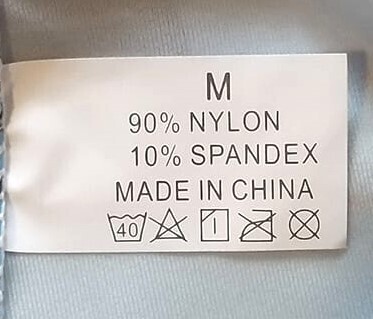 M
90% NYLON
10% SPANDEX
MADE IN CHINA
40